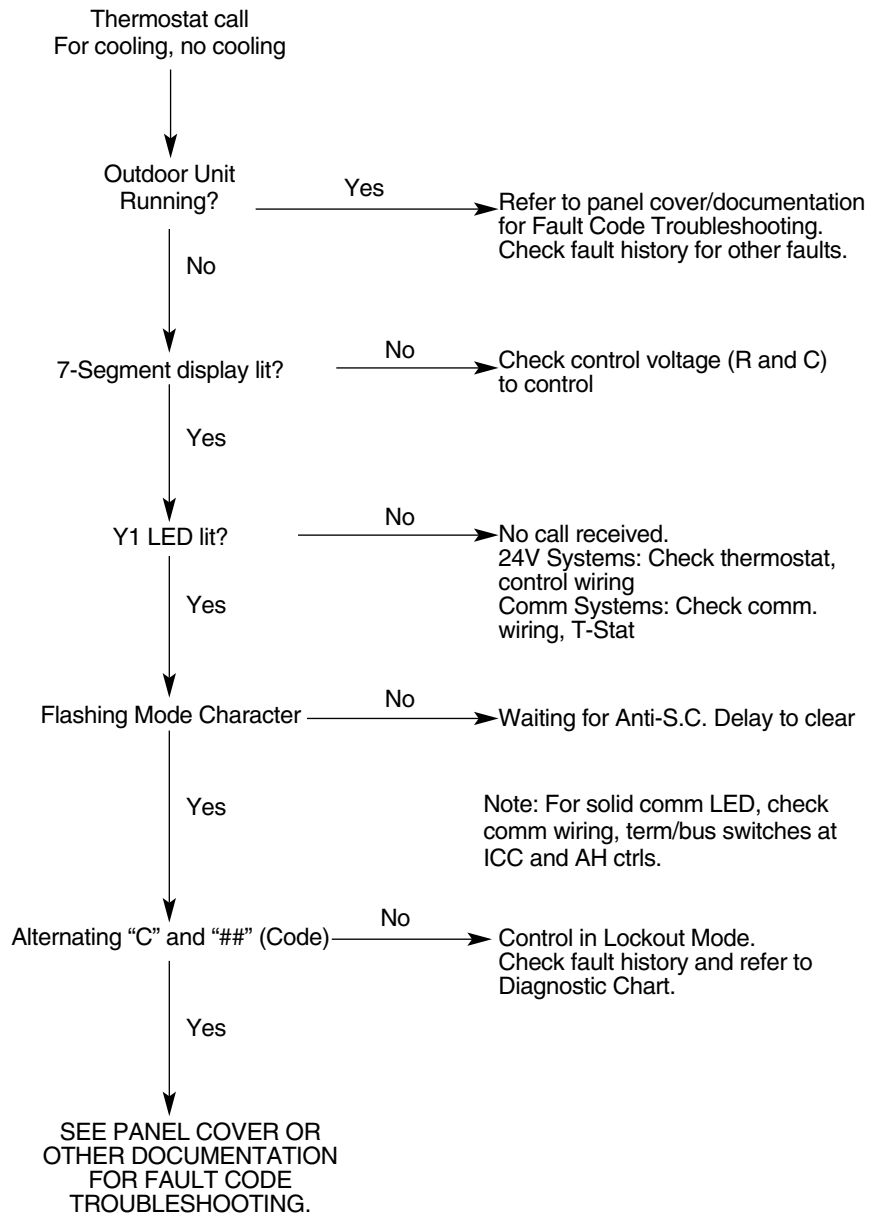 Thermostat call
For cooling, no cooling
Outdoor Unit
Running?
Yes
Refer to panel cover/documentation
for Fault Code Troubleshooting.
Check fault history for other faults.
No
7-Segment display lit?
No
Check control voltage (R and C)
to control
Yes
Y1 LED lit?
No
No call received.
24V Systems: Check thermostat,
control wiring
Comm Systems: Check comm.
wiring, T-Stat
Yes
Flashing Mode Character
No
Waiting for Anti-S.C. Delay to clear
Yes
Note: For solid comm LED, check
comm wiring, term/bus switches at
ICC and AH ctrls.
Alternating “C” and “##” (Code)
No
Control in Lockout Mode.
Check fault history and refer to
Diagnostic Chart.
Yes
SEE PANEL COVER OR
OTHER DOCUMENTATION
FOR FAULT CODE
TROUBLESHOOTING.